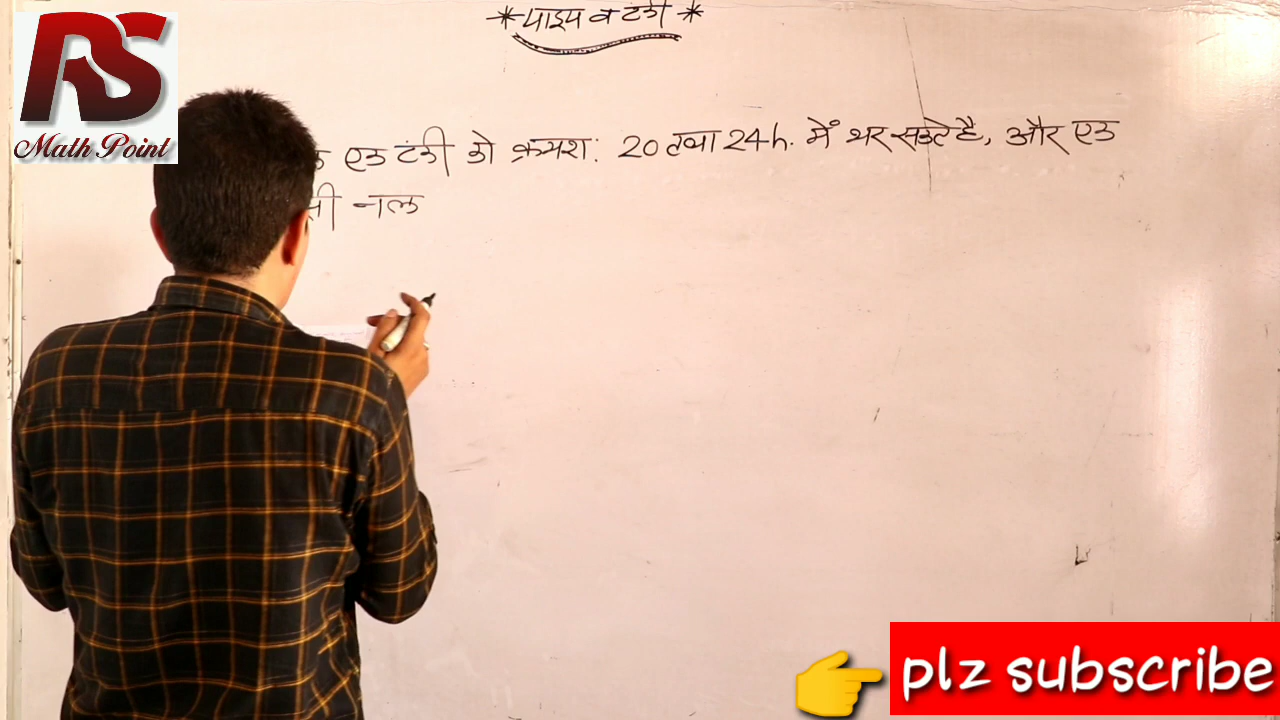 *पाइप व टंकी*
RS
Math Point
एक टंकी को क्रमश: 20 तथा 24h. में भर सकते है, और एक
नल
plz subscribe